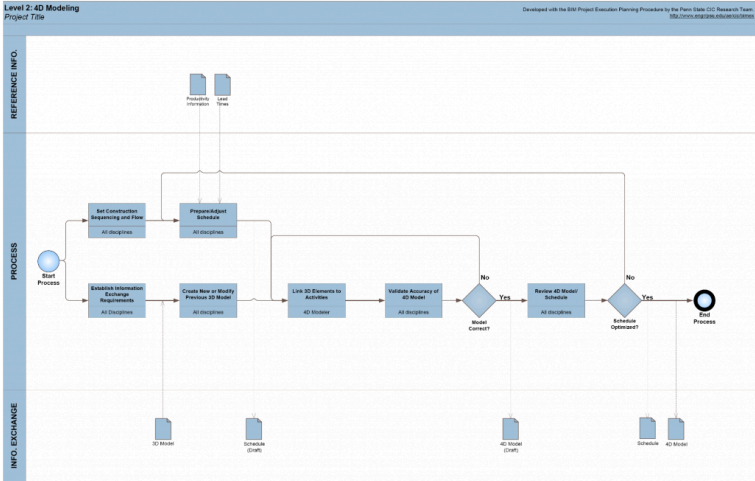 Level 2: 4D Modeling
Project Title
Developed with the BIM Project Execution Planning Procedure by the Penn State CIC Research Team.
REFERENCE INFO.
Productivity
Information
Lead
Times
PROCESS
Start
Process
Set Construction
Sequencing and Flow
All disciplines
Prepare/Adjust
Schedule
All disciplines
Establish Information
Exchange
Requirements
All Disciplines
Create New or Modify
Previous 3D Model
All disciplines
Link 3D Elements to
Activities
4D Modeler
Validate Accuracy of
4D Model
All disciplines
No
Yes
Model
Correct?
Review 4D Model/
Schedule
All disciplines
No
Yes
Schedule
Optimized?
End
Process
INFO. EXCHANGE
3D Model
Schedule
(Draft)
4D Model
(Draft)
Schedule
4D Model